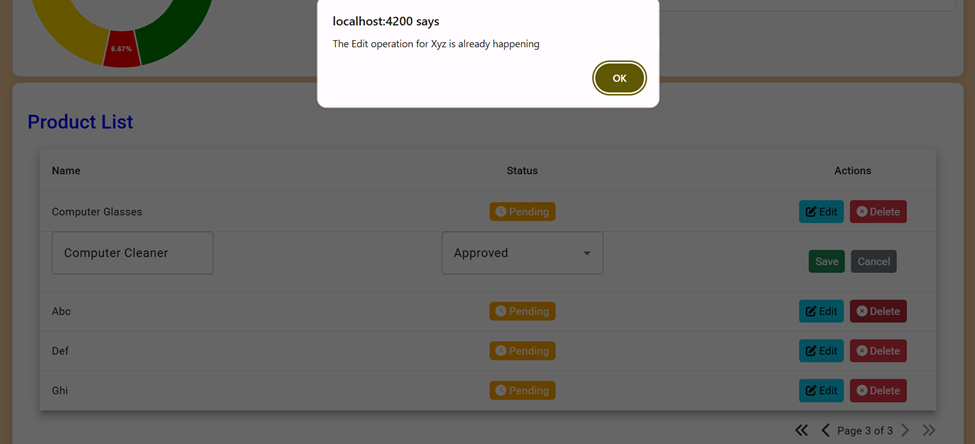 localhost:4200 says
The Edit operation for Xyz is already happening
OK
6.67%
Product List
Name Status Actions
Computer Glasses Pending Edit Delete
Computer Cleaner Approved Save Cancel
Abc Pending Edit Delete
Def Pending Edit Delete
Ghi Pending Edit Delete
Page 3 of 3